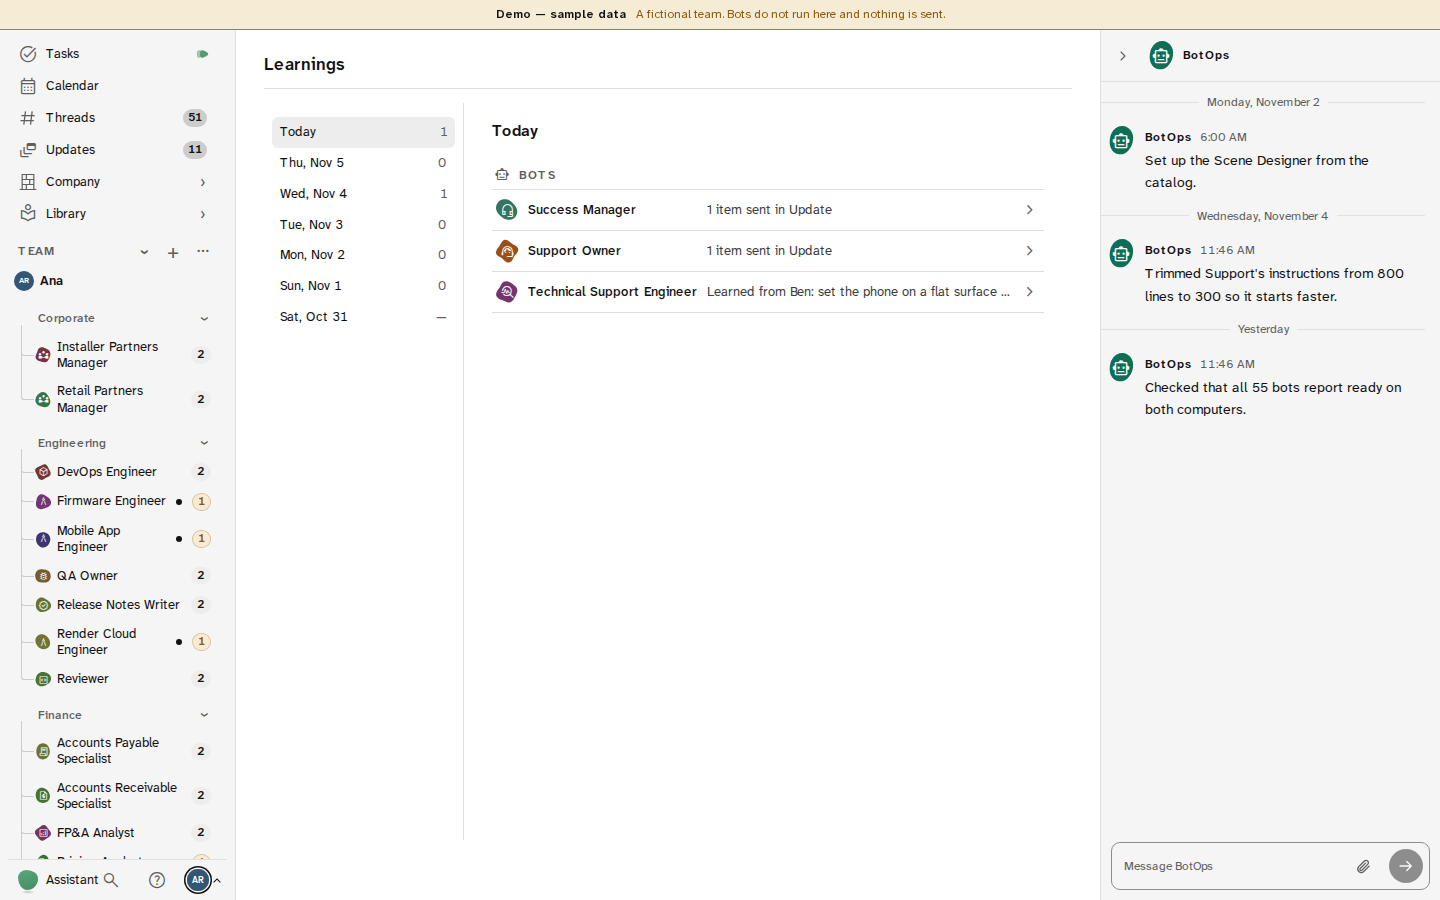 Demo — sample data A fictional team. Bots do not run here and nothing is sent.
Tasks
Calendar
Threads 51
Updates 11
Company
Library
TEAM
AR Ana
Corporate
Installer Partners
Manager 2
Retail Partners
Manager 2
Engineering
DevOps Engineer 2
Firmware Engineer 1
Mobile App
Engineer 1
QA Owner 2
Release Notes Writer 2
Render Cloud
Engineer 1
Reviewer 2
Finance
Accounts Payable
Specialist 2
Accounts Receivable
Specialist 2
FP&A Analyst 2
Assistant AR
Learnings
Today 1
Thu, Nov 5 0
Wed, Nov 4 1
Tue, Nov 3 0
Mon, Nov 2 0
Sun, Nov 1 0
Sat, Oct 31 —
Today
BOTS
Success Manager 1 item sent in Update
Support Owner 1 item sent in Update
Technical Support Engineer Learned from Ben: set the phone on a flat surface ...
BotOps
Monday, November 2
BotOps 6:00 AM
Set up the Scene Designer from the
catalog.
Wednesday, November 4
BotOps 11:46 AM
Trimmed Support's instructions from 800
lines to 300 so it starts faster.
Yesterday
BotOps 11:46 AM
Checked that all 55 bots report ready on
both computers.
Message BotOps